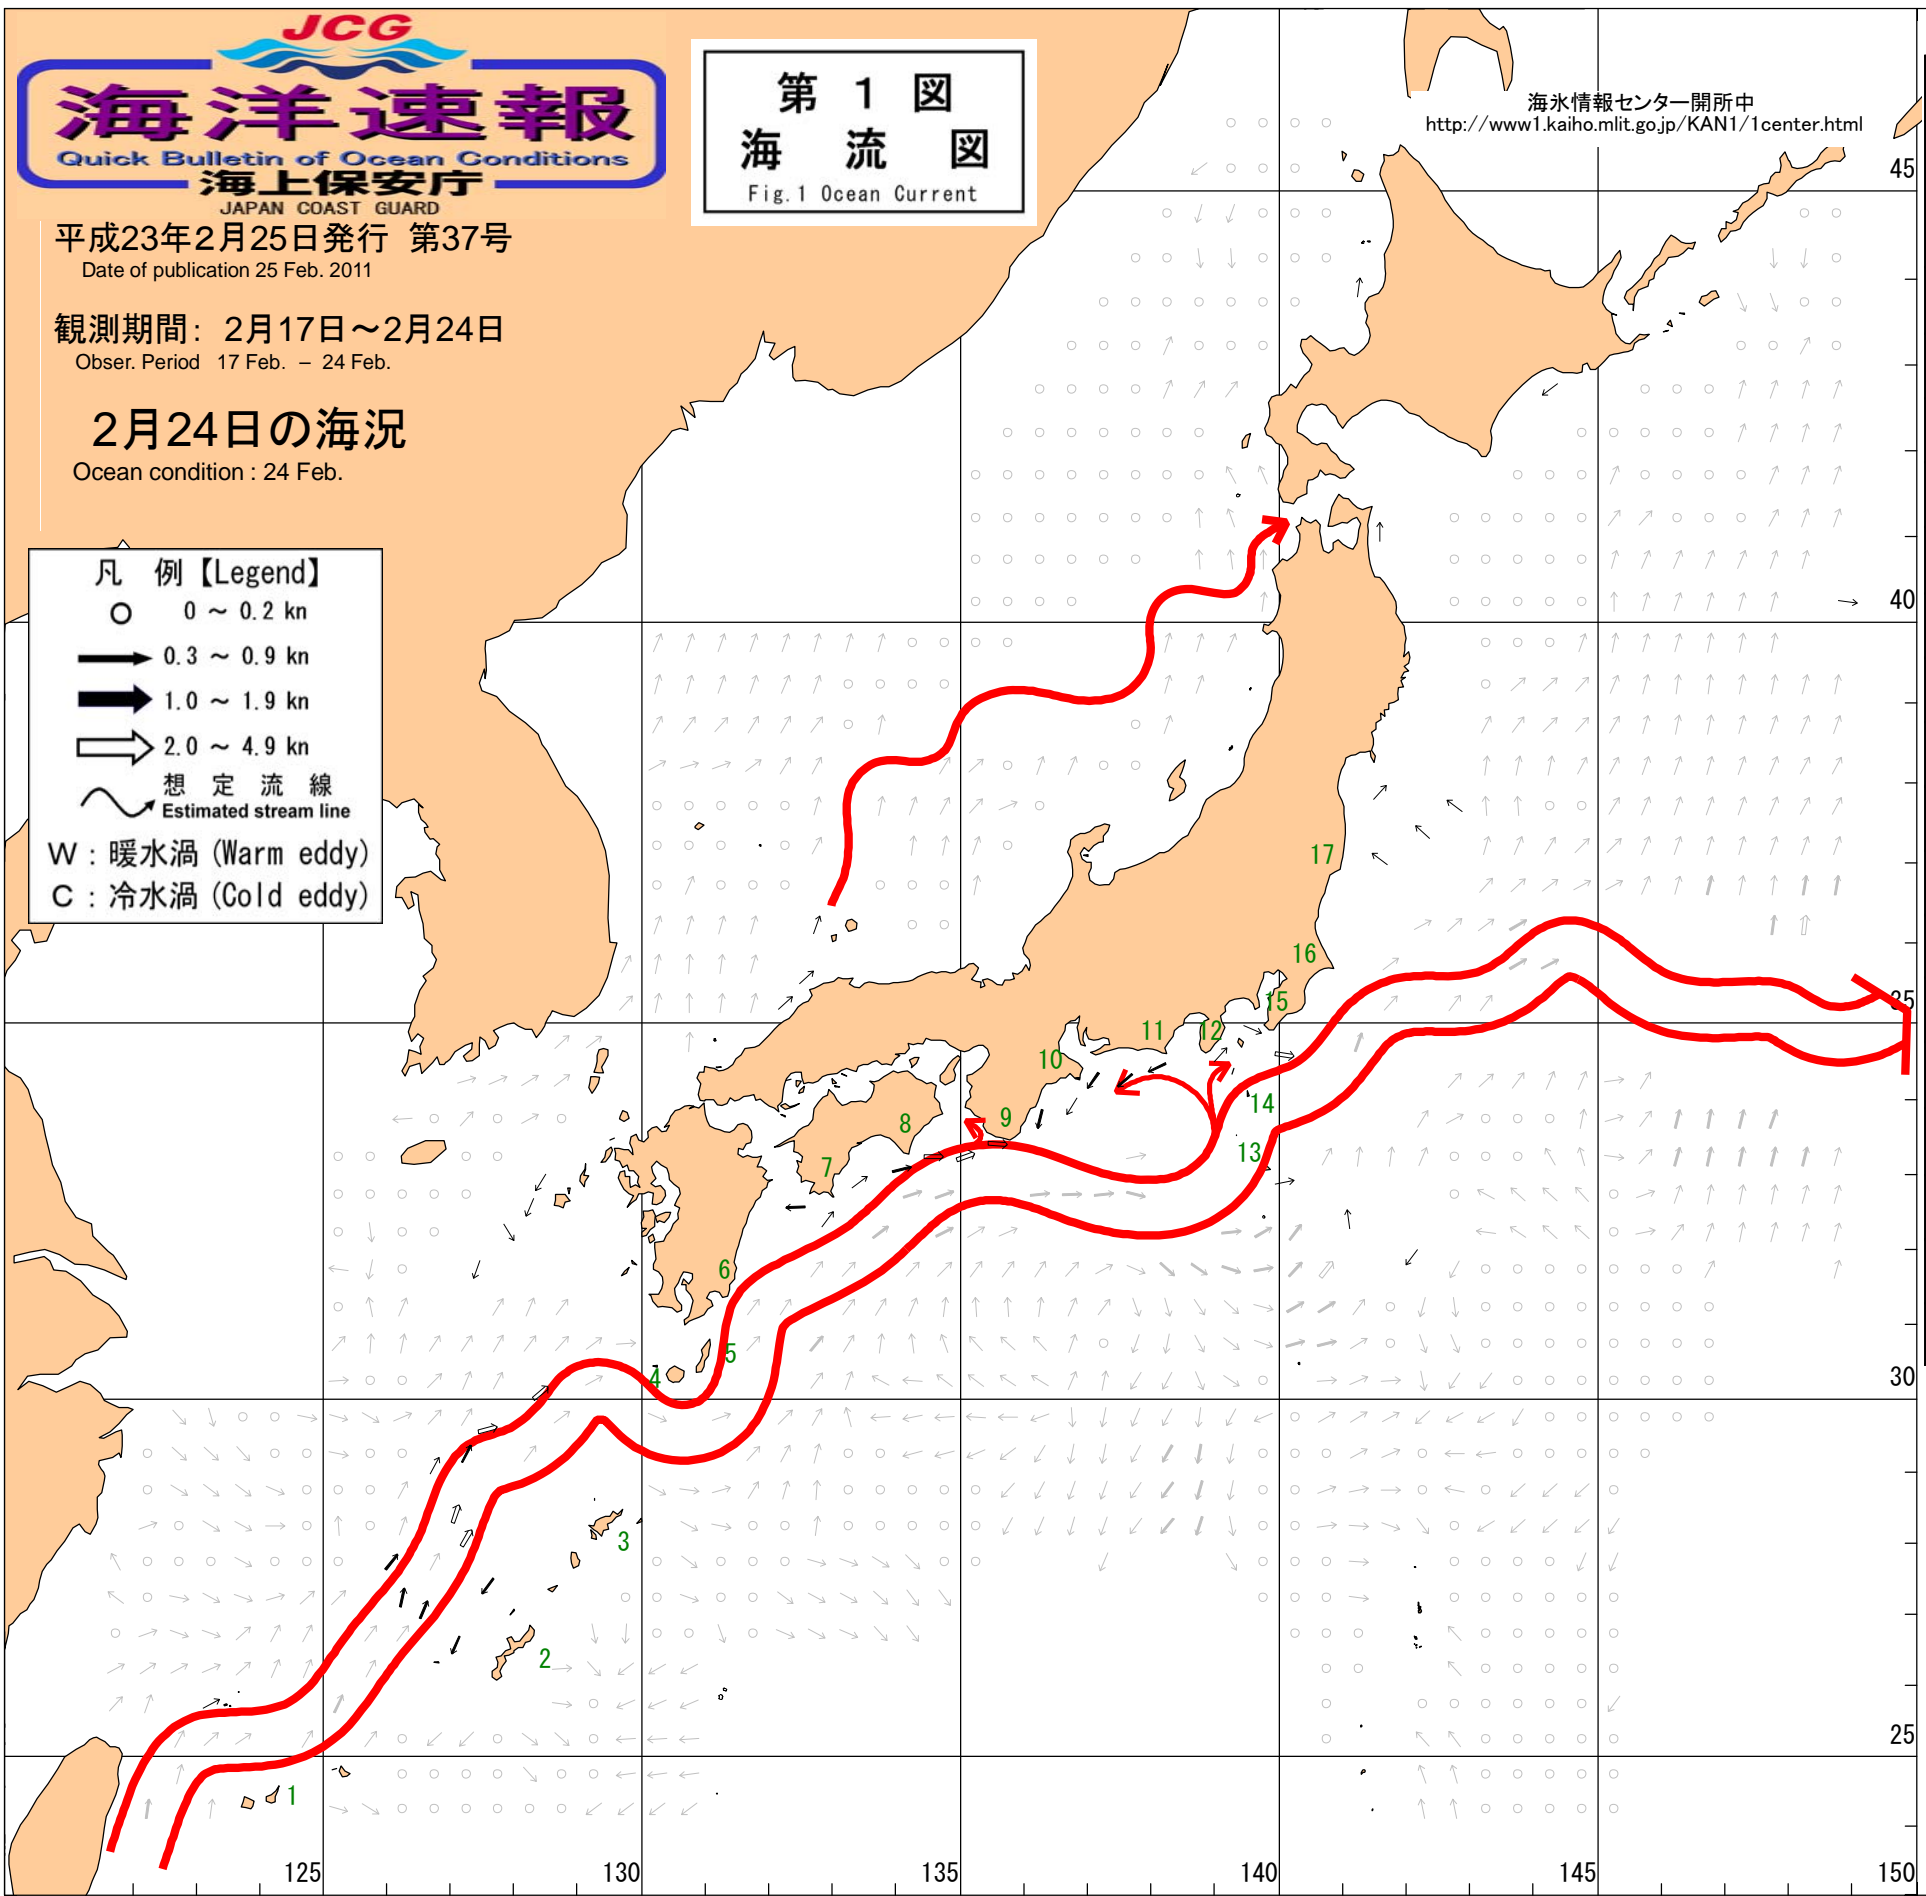 JCG
海洋速報
Quick Bulletin of Ocean Conditions
海上保安庁
JAPAN COAST GUARD
第 1 図
海 流 図
Fig.1 Ocean Current
海氷情報センター開所中
http://www1.kaiho.mlit.go.jp/KAN1/1center.html
平成23年2月25日発行 第37号
Date of publication 25 Feb. 2011
観測期間: 2月17日～2月24日
Obser. Period 17 Feb. – 24 Feb.
2月24日の海況
Ocean condition : 24 Feb.
凡 例【Legend】
0 ～ 0.2 kn
0.3 ～ 0.9 kn
1.0 ～ 1.9 kn
2.0 ～ 4.9 kn
想 定 流 線
Estimated stream line
W : 暖水渦 (Warm eddy)
C : 冷水渦 (Cold eddy)
45
40
17
16
35
15
12
11
10
14
9
8
13
7
6
5
4
30
3
2
25
1
125
130
135
140
145
150